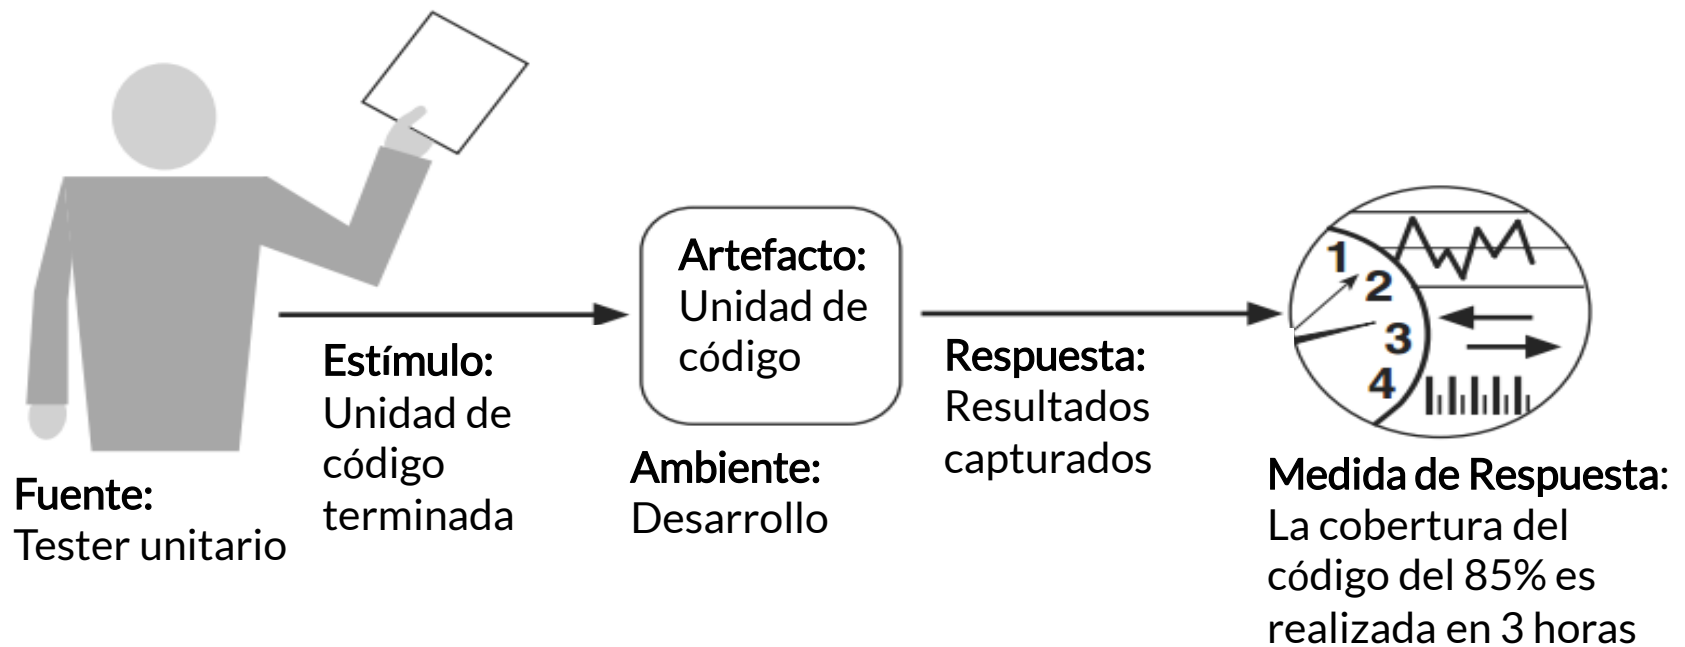 Fuente:
Tester unitario
Estímulo:
Unidad de
código
terminada
Artefacto:
Unidad de
código
Ambiente:
Desarrollo
Respuesta:
Resultados
capturados
1
2
3
4
Medida de Respuesta:
La cobertura del
código del 85% es
realizada en 3 horas